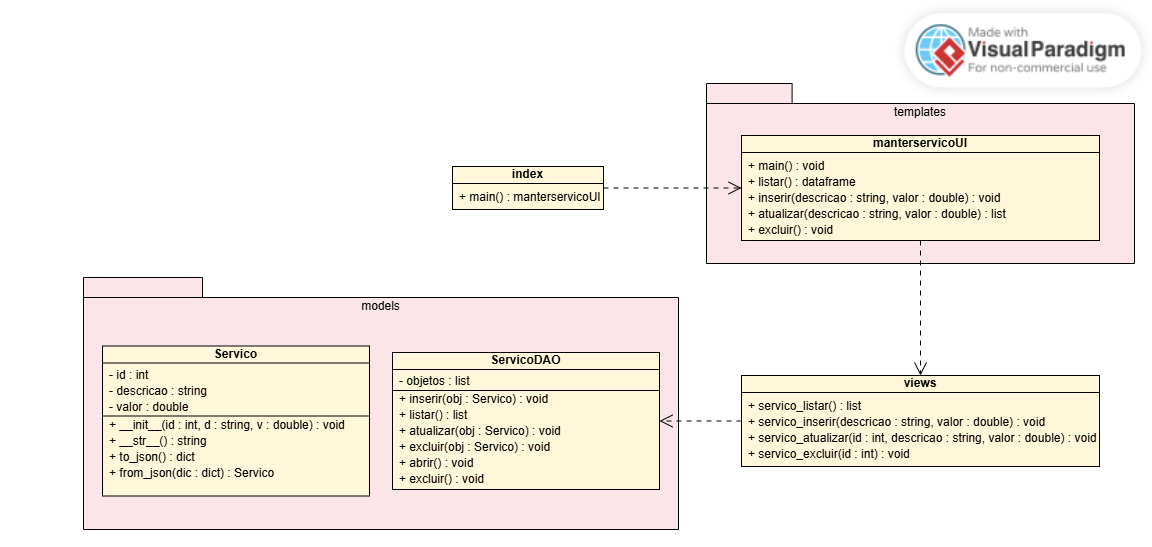 Made with
VisualParadigm
For non-commercial use
templates
manterservicoUI
+ main() : void
+ listar() : dataframe
+ inserir(descricao : string, valor : double) : void
+ atualizar(descricao : string, valor : double) : list
+ excluir() : void
index
+ main() : manterservicoUI
models
Servico
- id : int
- descricao : string
- valor : double
+ __init__(id : int, d : string, v : double) : void
+ __str__() : string
+ to_json() : dict
+ from_json(dic : dict) : Servico
ServicoDAO
- objetos : list
+ inserir(obj : Servico) : void
+ listar() : list
+ atualizar(obj : Servico) : void
+ excluir(obj : Servico) : void
+ abrir() : void
+ excluir() : void
views
+ servico_listar() : list
+ servico_inserir(descricao : string, valor : double) : void
+ servico_atualizar(id : int, descricao : string, valor : double) : void
+ servico_excluir(id : int) : void